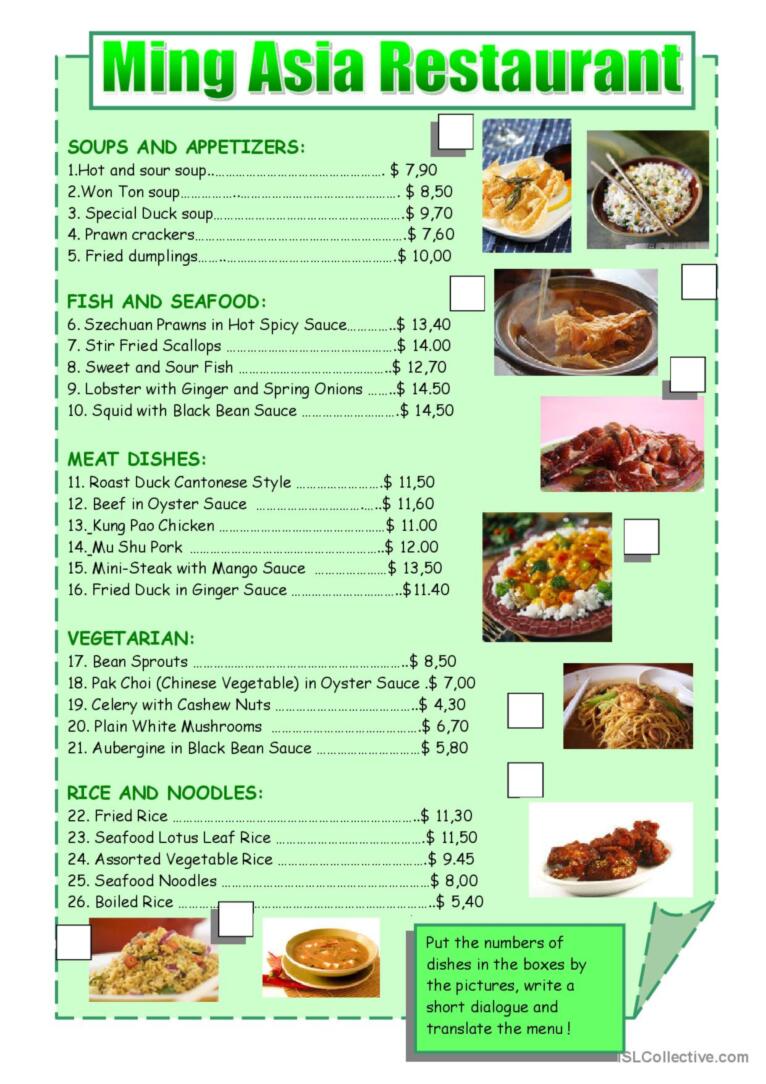 Ming Asia Restaurant
SOUPS AND APPETIZERS:
1.Hot and sour soup..………………………………. $ 7,90
2.Won Ton soup………………..………………………………. $ 8,50
3. Special Duck soup……………………………………….$ 9,70
4. Prawn crackers……………………………………………….$ 7,60
5. Fried dumplings……..……………………………………..$ 10,00
FISH AND SEAFOOD:
6. Szechuan Prawns in Hot Spicy Sauce…………..$ 13,40
7. Stir Fried Scallops ……………………………………….$ 14.00
8. Sweet and Sour Fish …………………………………..$ 12,70
9. Lobster with Ginger and Spring Onions ……..$ 14.50
10. Squid with Black Bean Sauce ……………………….$ 14,50
MEAT DISHES:
11. Roast Duck Cantonese Style …………………….$ 11,50
12. Beef in Oyster Sauce ……………………….…..$ 11,60
13. Kung Pao Chicken ………………………………………$ 11.00
14. Mu Shu Pork ………………………………………………..$ 12.00
15. Mini-Steak with Mango Sauce …………………$ 13,50
16. Fried Duck in Ginger Sauce …………………………..$11.40
VEGETARIAN:
17. Bean Sprouts …………………………………………………..$ 8,50
18. Pak Choi (Chinese Vegetable) in Oyster Sauce .$ 7,00
19. Celery with Cashew Nuts …………………………………..$ 4,30
20. Plain White Mushrooms …………………………………….$ 6,70
21. Aubergine in Black Bean Sauce …………………………$ 5,80
RICE AND NOODLES:
22. Fried Rice …………………………………………………………..$ 11,30
23. Seafood Lotus Leaf Rice …………………………………….$ 11,50
24. Assorted Vegetable Rice …………………………………….$ 9.45
25. Seafood Noodles …………………………………………………$ 8,00
26. Boiled Rice …………………………………………………………..$ 5,40
Put the numbers of
dishes in the boxes by
the pictures, write a
short dialogue and
translate the menu !
iSLCollective.com